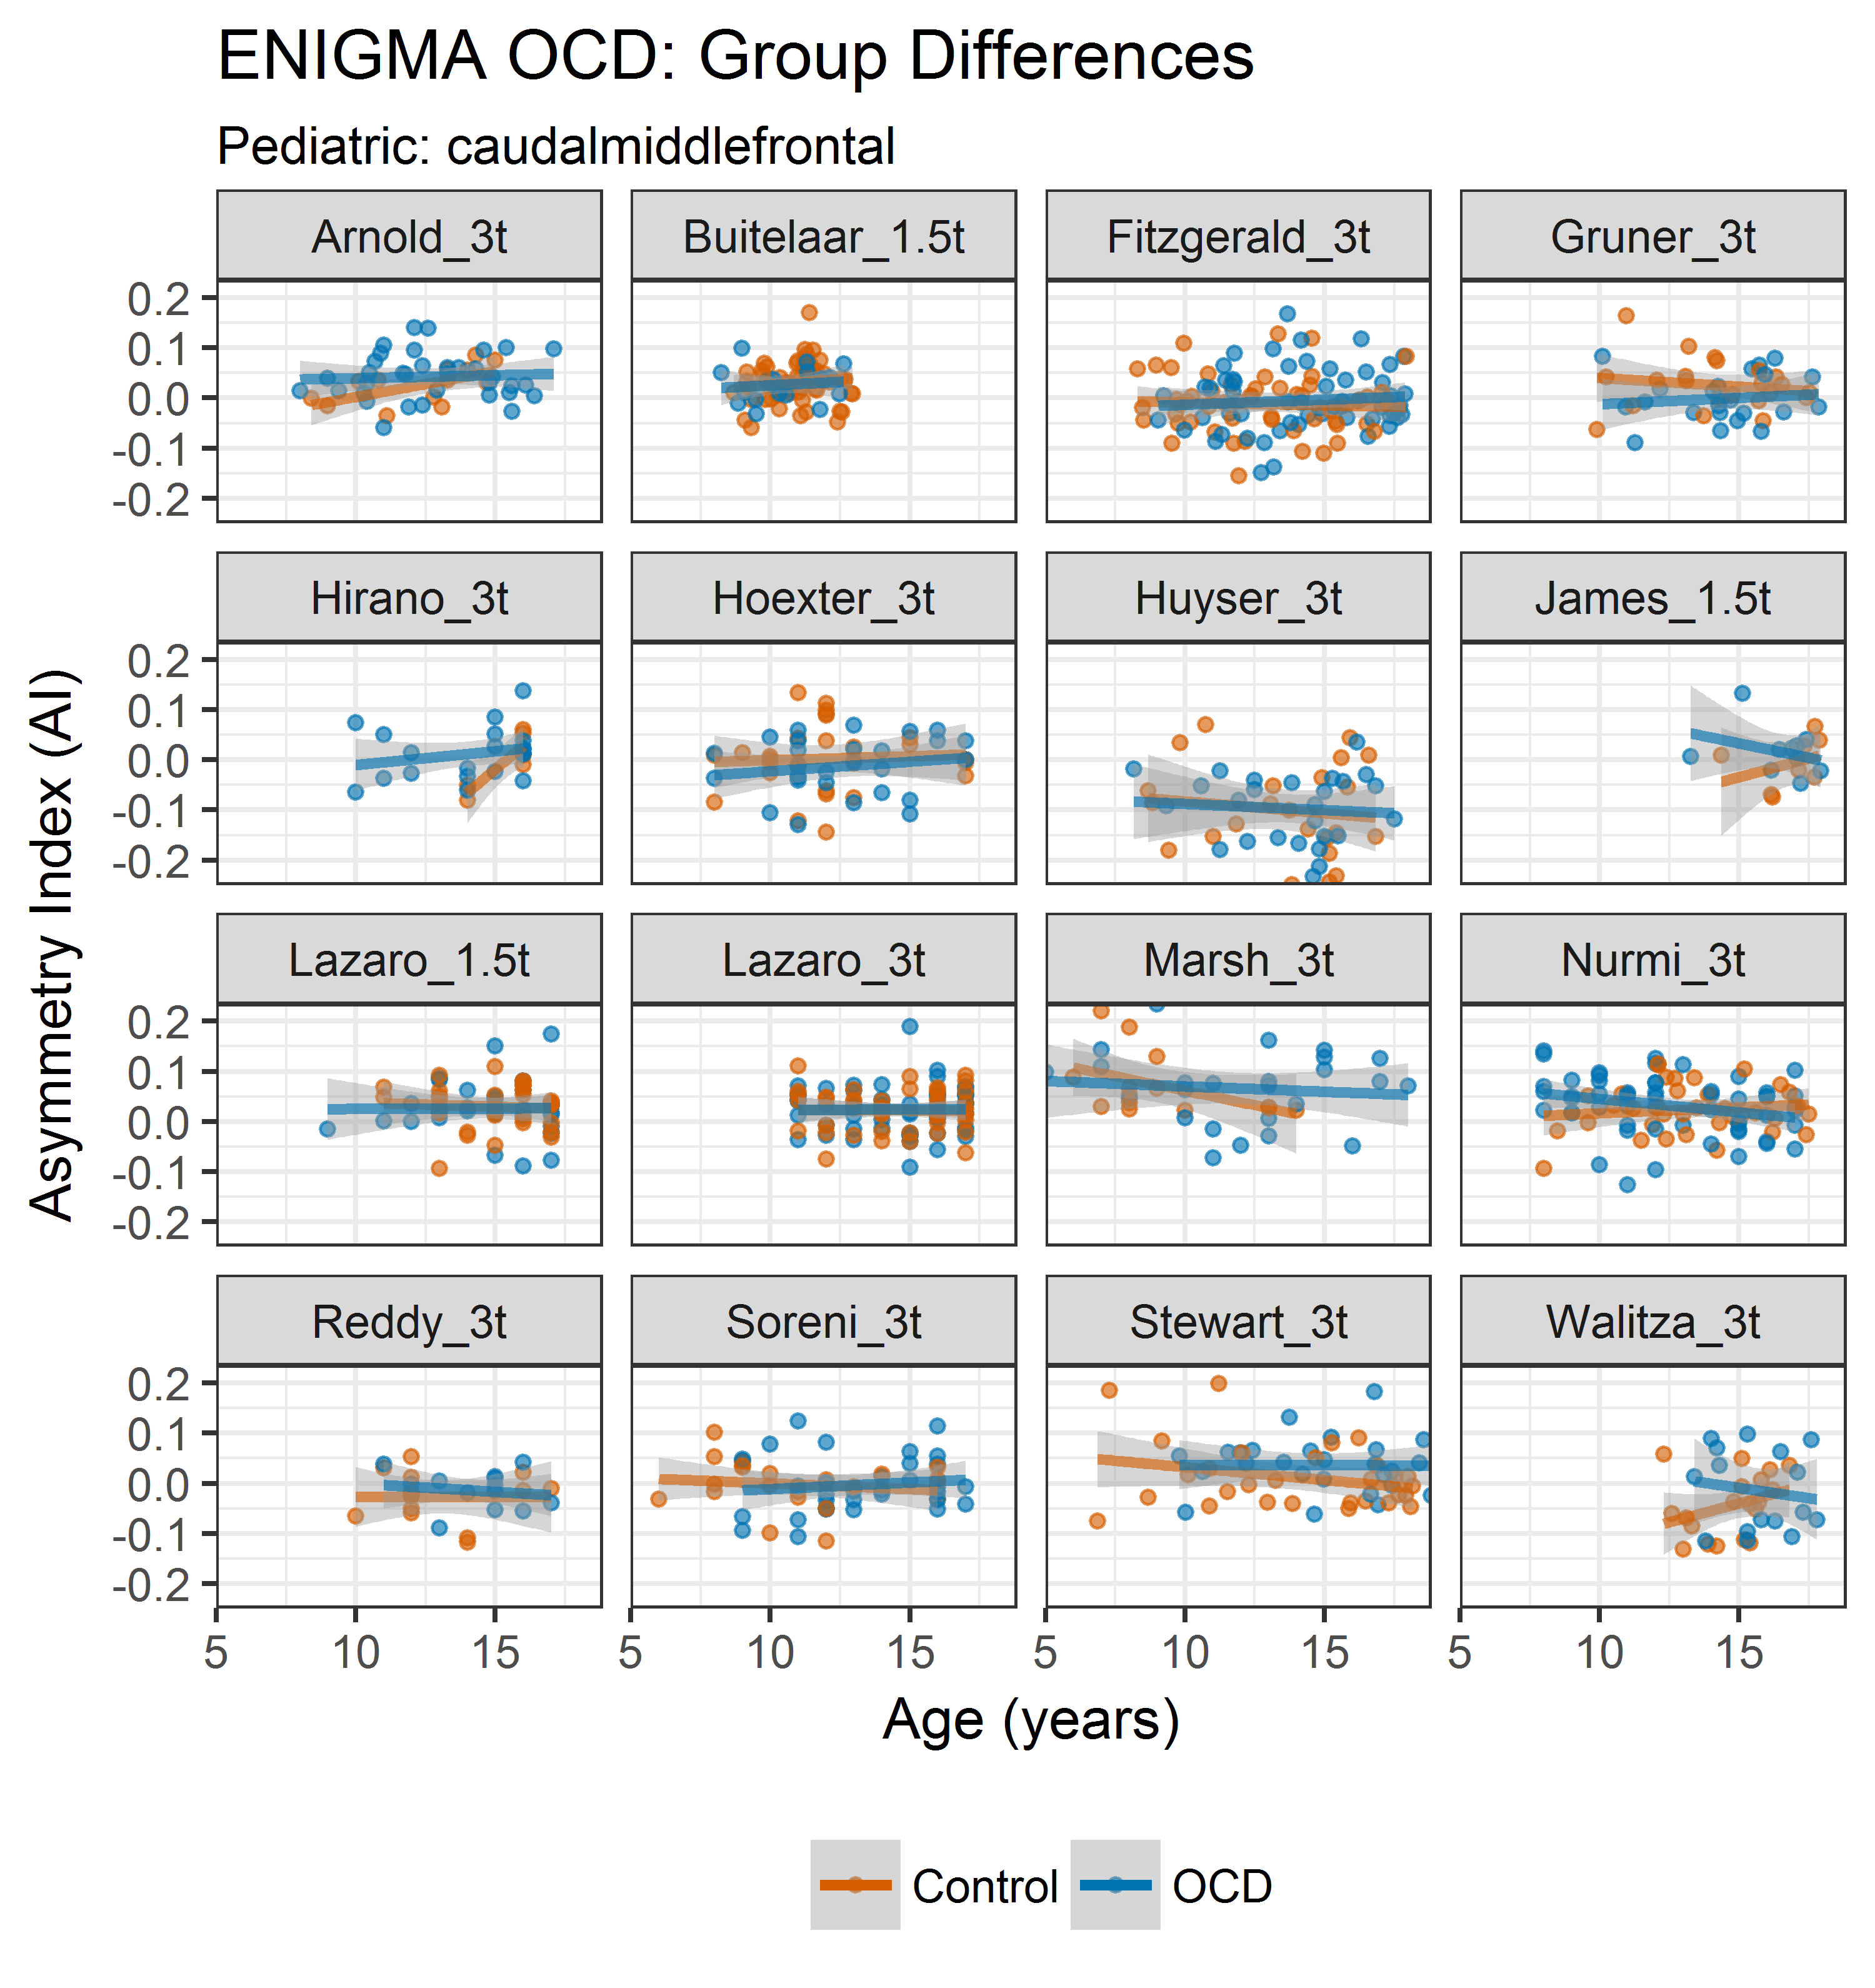 ENIGMA OCD: Group Differences
Pediatric: caudalmiddlefrontal
Arnold_3t Buitelaar_1.5t Fitzgerald_3t Gruner_3t
0.2
0.1
0.0
-0.1
-0.2
Hirano_3t Hoexter_3t Huyser_3t James_1.5t
0.2
0.1
0.0
-0.1
-0.2
Asymmetry Index (AI)
Lazaro_1.5t Lazaro_3t Marsh_3t Nurmi_3t
0.2
0.1
0.0
-0.1
-0.2
Reddy_3t Soreni_3t Stewart_3t Walitza_3t
0.2
0.1
0.0
-0.1
-0.2
5 10 15 5 10 15 5 10 15 5 10 15
Age (years)
Control OCD